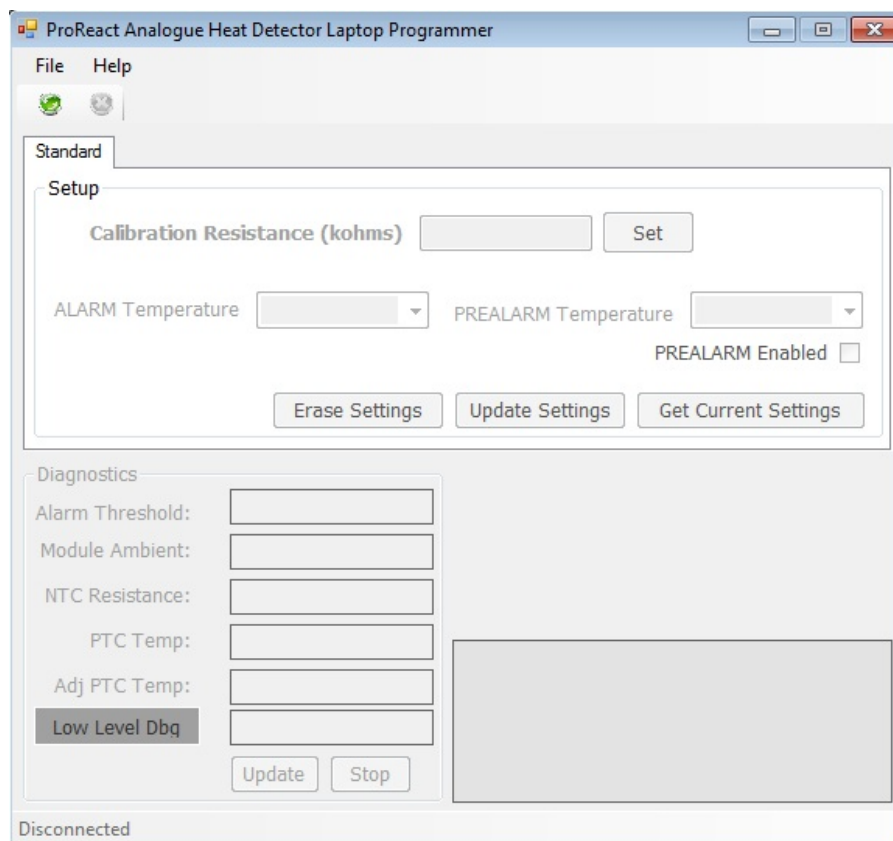 ProReact Analogue Heat Detector Laptop Programmer
File Help
Standard
Setup
Calibration Resistance (kohms) Set
ALARM Temperature PREALARM Temperature
PREALARM Enabled
Erase Settings Update Settings Get Current Settings
Diagnostics
Alarm Threshold:
Module Ambient:
NTC Resistance:
PTC Temp:
Adj PTC Temp:
Low Level Dbg
Update Stop
Disconnected